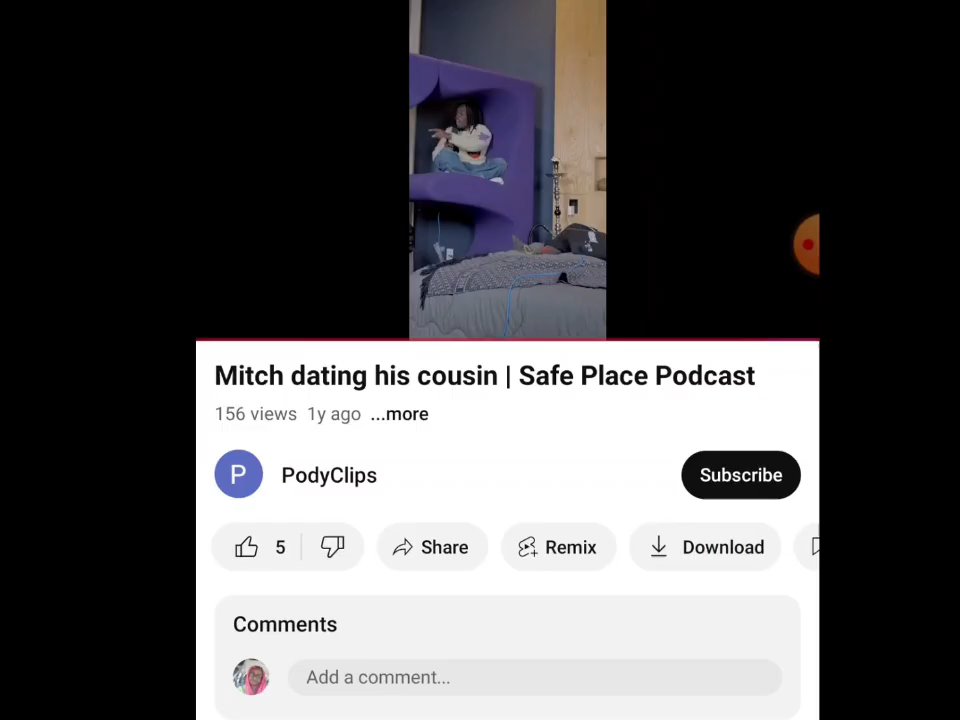 Mitch dating his cousin | Safe Place Podcast
156 views 1y ago ...more
P PodyClips Subscribe
5 Share Remix Download
Comments
Add a comment...